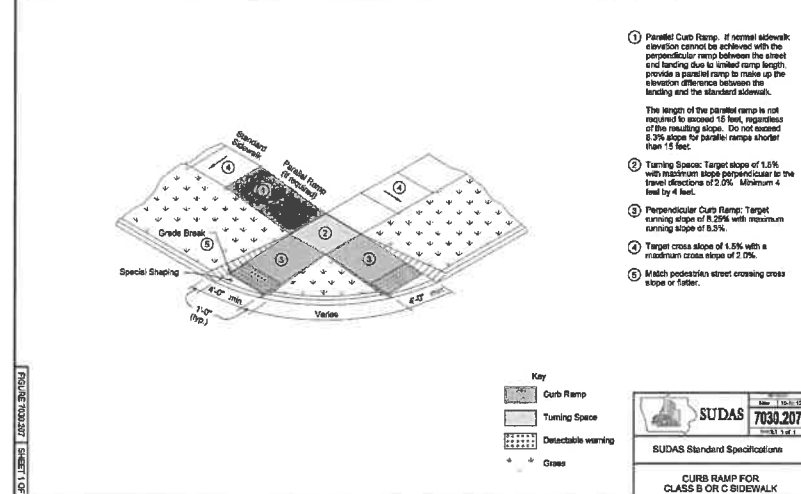 ① Parallel Curb Ramp. If normal sidewalk
elevation cannot be achieved with the
perpendicular ramp between the street
and landing due to limited ramp length,
provide a parallel ramp to make up the
elevation difference between the
landing and the standard sidewalk.
The length of the parallel ramp is not
required to exceed 15 feet, regardless
of the resulting slope. Do not exceed
8.3% slope for parallel ramps shorter
than 15 feet.
② Turning Space: Target slope of 1.5%
with maximum slope perpendicular to the
travel directions of 2.0%. Minimum 4
feet by 4 feet.
③ Perpendicular Curb Ramp: Target
running slope of 6.25% with maximum
running slope of 8.3%.
④ Target cross slope of 1.5% with a
maximum cross slope of 2.0%.
⑤ Match pedestrian street crossing cross
slope or flatter.
Standard
Sidewalk
Parallel Ramp
(if required)
④
④
②
Grade Break
⑤
③
③
Special Shaping
4'-0" min.
1'-0"
(typ.)
Varies
Key
Curb Ramp
Turning Space
Detectable warning
Grass
FIGURE 7030.207
SHEET 1 OF
SUDAS
7030.207
SUDAS Standard Specifications
CURB RAMP FOR
CLASS B OR C SIDEWALK